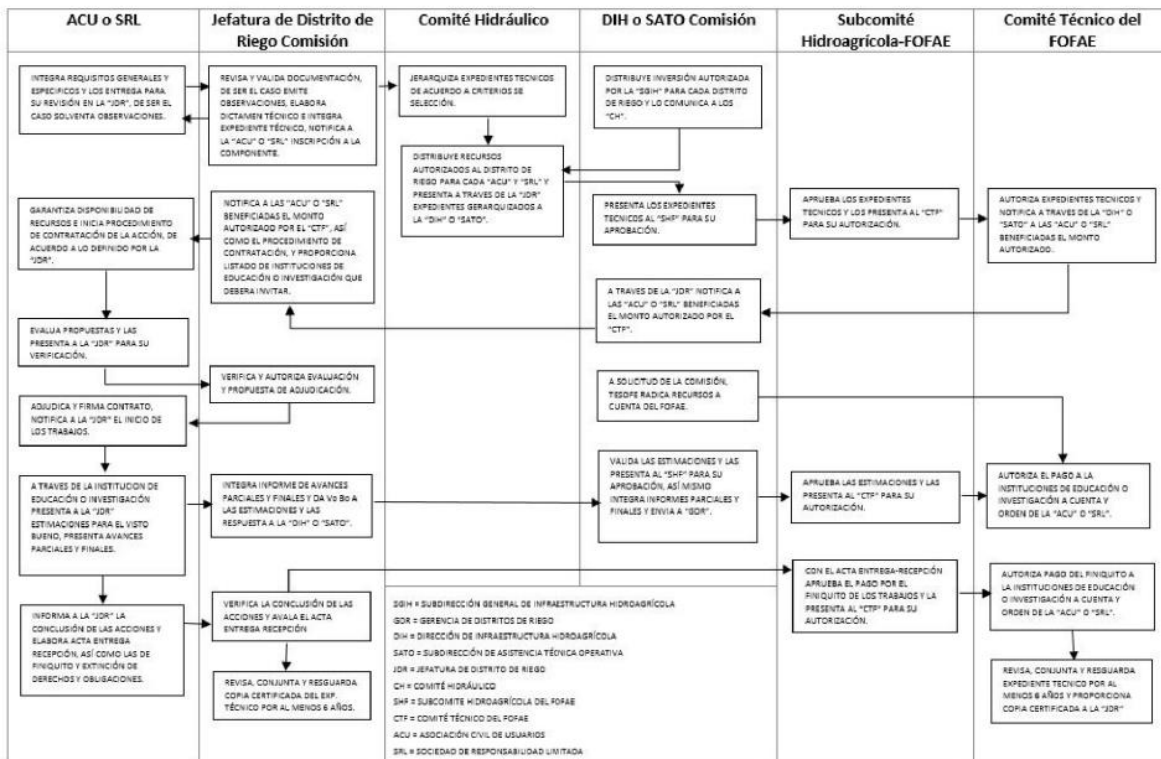 ACU o SRL
Jefatura de Distrito de
Riego Comisión
Comité Hidráulico
DIH o SATO Comisión
Subcomité
Hidroagrícola-FOFAE
Comité Técnico del
FOFAE
INTEGRA REQUISITOS GENERALES Y
ESPECIFICOS Y LOS ENTREGA PARA
SU REVISIÓN EN LA "JDR", DE SER EL
CASO SOLVENTA OBSERVACIONES.
REVISA Y VALIDA DOCUMENTACIÓN,
DE SER EL CASO EMITE
OBSERVACIONES, ELABORA
DICTAMEN TÉCNICO E INTEGRA
EXPEDIENTE TÉCNICO, NOTIFICA A
LA "ACU" O "SRL" INSCRIPCIÓN A LA
COMPONENTE.
JERARQUIZA EXPEDIENTES TECNICOS
DE ACUERDO A CRITERIOS SE
SELECCIÓN.
DISTRIBUYE INVERSIÓN AUTORIZADA
POR LA "SGIH" PARA CADA DISTRITO
DE RIEGO Y LO COMUNICA A LOS
"CH".
DISTRIBUYE RECURSOS
AUTORIZADOS AL DISTRITO DE
RIEGO PARA CADA "ACU" Y "SRL" Y
PRESENTA A TRAVES DE LA "JDR"
EXPEDIENTES GERARQUIZADOS A
LA "DIH" O "SATO".
PRESENTA LOS EXPEDIENTES
TECNICOS AL "SHF" PARA SU
APROBACIÓN.
APRUEBA LOS EXPEDIENTES
TECNICOS Y LOS PRESENTA AL "CTF"
PARA SU AUTORIZACIÓN.
AUTORIZA EXPEDIENTES TECNICOS Y
NOTIFICA A TRAVES DE LA "DIH" O
"SATO" A LAS "ACU" O "SRL"
BENEFICIADAS EL MONTO
AUTORIZADO.
GARANTIZA DISPONIBILIDAD DE
RECURSOS E INICIA PROCEDIMIENTO
DE CONTRATACIÓN DE LA ACCIÓN, DE
ACUERDO A LO DEFINIDO POR LA
"JDR".
NOTIFICA A LAS "ACU" O "SRL"
BENEFICIADAS EL MONTO
AUTORIZADO POR EL "CTF", ASÍ
COMO EL PROCEDIMIENTO DE
CONTRATACIÓN, Y PROPORCIONA
LISTADO DE INSTITUCIONES DE
EDUCACIÓN O INVESTIGACIÓN QUE
DEBERA INVITAR.
A TRAVES DE LA "JDR" NOTIFICA A
LAS "ACU" O "SRL" BENEFICIADAS
EL MONTO AUTORIZADO POR EL
"CTF".
EVALUA PROPUESTAS Y LAS
PRESENTA A LA "JDR" PARA SU
VERIFICACIÓN.
VERIFICA Y AUTORIZA EVALUACIÓN
Y PROPUESTA DE ADJUDICACIÓN.
A SOLICITUD DE LA COMISIÓN,
TESOFE RADICA RECURSOS A
CUENTA DEL FOFAE.
ADJUDICA Y FIRMA CONTRATO,
NOTIFICA A LA "JDR" EL INICIO DE
LOS TRABAJOS.
A TRAVES DE LA INSTITUCION DE
EDUCACIÓN O INVESTIGACIÓN
PRESENTA A LA "JDR"
ESTIMACIONES PARA EL VISTO
BUENO, PRESENTA AVANCES
PARCIALES Y FINALES.
INTEGRA INFORME DE AVANCES
PARCIALES Y FINALES Y DA Vo Bo A
LAS ESTIMACIONES Y LAS
RESPUESTA A LA "DIH" O "SATO".
VALIDA LAS ESTIMACIONES Y LAS
PRESENTA AL "SHF" PARA SU
APROBACIÓN, ASÍ MISMO
INTEGRA INFORMES PARCIALES Y
FINALES Y ENVIA A "GDR".
APRUEBA LAS ESTIMACIONES Y LAS
PRESENTA AL "CTF" PARA SU
AUTORIZACIÓN.
AUTORIZA EL PAGO A LA
INSTITUCIONES DE EDUCACIÓN O
INVESTIGACIÓN A CUENTA Y
ORDEN DE LA "ACU" O "SRL".
CON EL ACTA ENTREGA-RECEPCIÓN
APRUEBA EL PAGO POR EL
FINIQUITO DE LOS TRABAJOS Y LA
PRESENTA AL "CTF" PARA SU
AUTORIZACIÓN.
AUTORIZA PAGO DEL FINIQUITO A
LA INSTITUCIONES DE EDUCACIÓN
O INVESTIGACIÓN A CUENTA Y
ORDEN DE LA "ACU" O "SRL".
INFORMA A LA "JDR" LA
CONCLUSIÓN DE LAS ACCIONES Y
ELABORA ACTA ENTREGA
RECEPCIÓN, ASÍ COMO LAS DE
FINIQUITO Y EXTINCIÓN DE
DERECHOS Y OBLIGACIONES.
VERIFICA LA CONCLUSIÓN DE LAS
ACCIONES Y AVALA EL ACTA
ENTREGA RECEPCIÓN
REVISA, CONJUNTA Y RESGUARDA
COPIA CERTIFICADA DEL EXP.
TÉCNICO POR AL MENOS 6 AÑOS.
REVISA, CONJUNTA Y RESGUARDA
EXPEDIENTE TECNICO POR AL
MENOS 6 AÑOS Y PROPORCIONA
COPIA CERTIFICADA A LA "JDR"
SGIH = SUBDIRECCIÓN GENERAL DE INFRAESTRUCTURA HIDROAGRÍCOLA
GDR = GERENCIA DE DISTRITOS DE RIEGO
DIH = DIRECCIÓN DE INFRAESTRUCTURA HIDROAGRÍCOLA
SATO = SUBDIRECCIÓN DE ASISTENCIA TÉCNICA OPERATIVA
JDR = JEFATURA DE DISTRITO DE RIEGO
CH = COMITÉ HIDRÁULICO
SHF = SUBCOMITE HIDROAGRÍCOLA DEL FOFAE
CTF = COMITÉ TÉCNICO DEL FOFAE
ACU = ASOCIACIÓN CIVIL DE USUARIOS
SRL = SOCIEDAD DE RESPONSABILIDAD LIMITADA